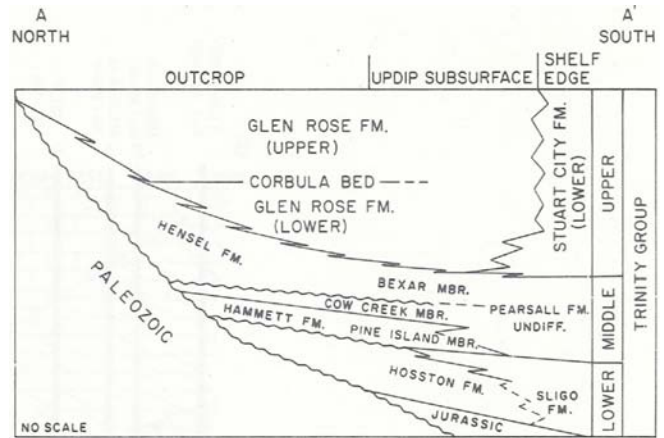 A
NORTH
A'
SOUTH
OUTCROP
UPDIP SUBSURFACE
SHELF
EDGE
GLEN ROSE FM.
(UPPER)
CORBULA BED
GLEN ROSE FM.
(LOWER)
HENSEL FM.
STUART CITY FM.
(LOWER)
UPPER
TRINITY GROUP
PALEOZOIC
BEXAR MBR.
COW CREEK MBR.
PEARSALL FM.
UNDIFF.
HAMMETT FM.
PINE ISLAND MBR.
MIDDLE
HOSSTON FM.
SLIGO
FM.
LOWER
JURASSIC
NO SCALE